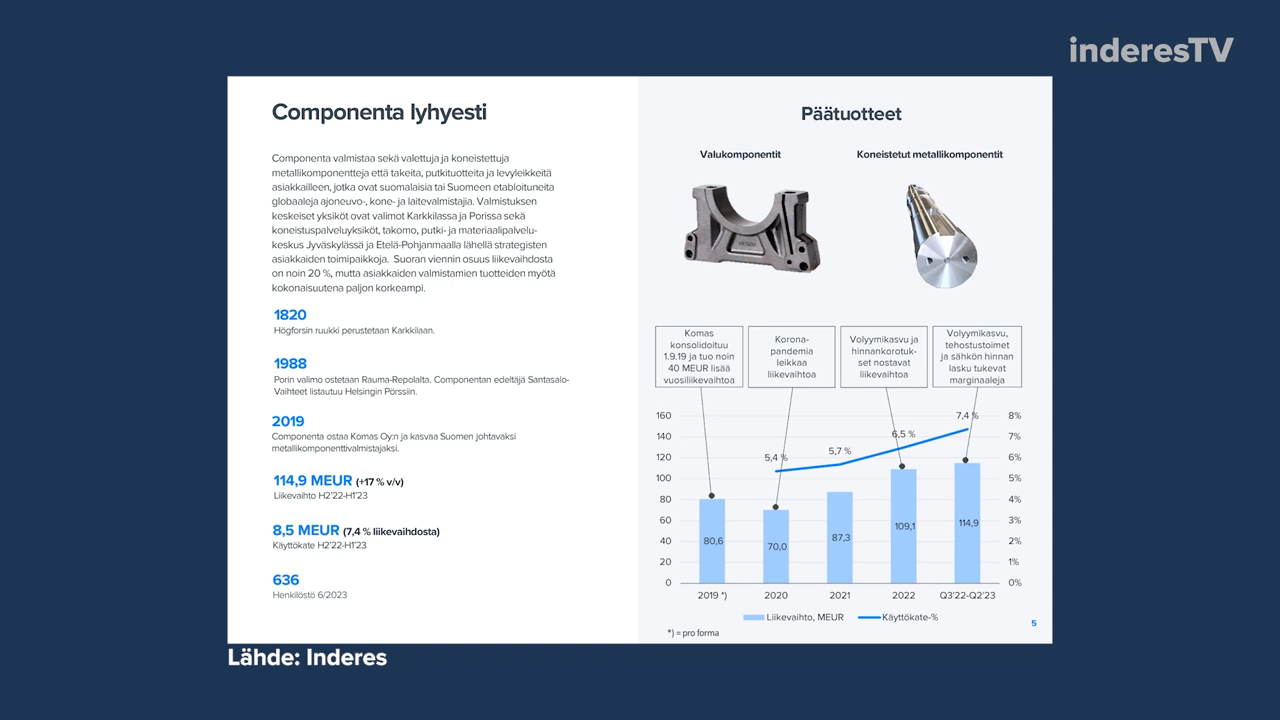 inderesTV
Componenta lyhyesti
Componenta valmistaa sekä valettuja ja koneistettuja
metallikomponentteja että takeita, putkituotteita ja levyleikkeitä
asiakkailleen, jotka ovat suomalaisia tai Suomeen etabloituneita
globaaleja ajoneuvo-, kone- ja laitevalmistajia. Valmistuksen
keskeiset yksiköt ovat valimot Karkkilassa ja Porissa sekä
koneistuspalveluyksiköt, takomo, putki- ja materiaalipalvelu-
keskus Jyväskylässä ja Etelä-Pohjanmaalla lähellä strategisten
asiakkaiden toimipaikkoja. Suoran viennin osuus liikevaihdosta
on noin 20 %, mutta asiakkaiden valmistamien tuotteiden myötä
kokonaisuutena paljon korkeampi.
1820
Högforsin ruukki perustetaan Karkkilaan.
1988
Porin valimo ostetaan Rauma-Repolalta. Componentan edeltäjä Santasalo-
Vaihteet listautuu Helsingin Pörssiin.
2019
Componenta ostaa Komas Oy:n ja kasvaa Suomen johtavaksi
metallikomponenttivalmistajaksi.
114,9 MEUR (+17 % v/v)
Liikevaihto H2'22-H1'23
8,5 MEUR (7,4 % liikevaihdosta)
Käyttökate H2'22-H1'23
636
Henkilöstö 6/2023
Päätuotteet
Valukomponentit
Koneistetut metallikomponentit
Komas
konsolidoituu
1.9.19 ja tuo noin
40 MEUR lisää
vuosiliikevaihtoa
Korona-
pandemia
leikkaa
liikevaihtoa
Volyymikasvu ja
hinnankorotuk-
set nostavat
liikevaihtoa
Volyymikasvu,
tehostustoimet
ja sähkön hinnan
lasku tukevat
marginaaleja
160
140
120
100
80
60
40
20
0
8%
7%
6%
5%
4%
3%
2%
1%
0%
5,4 %
5,7 %
6,5 %
7,4 %
80,6
70,0
87,3
109,1
114,9
2019 *)
2020
2021
2022
Q3'22-Q2'23
Liikevaihto, MEUR
Käyttökate-%
*) = pro forma
5
Lähde: Inderes